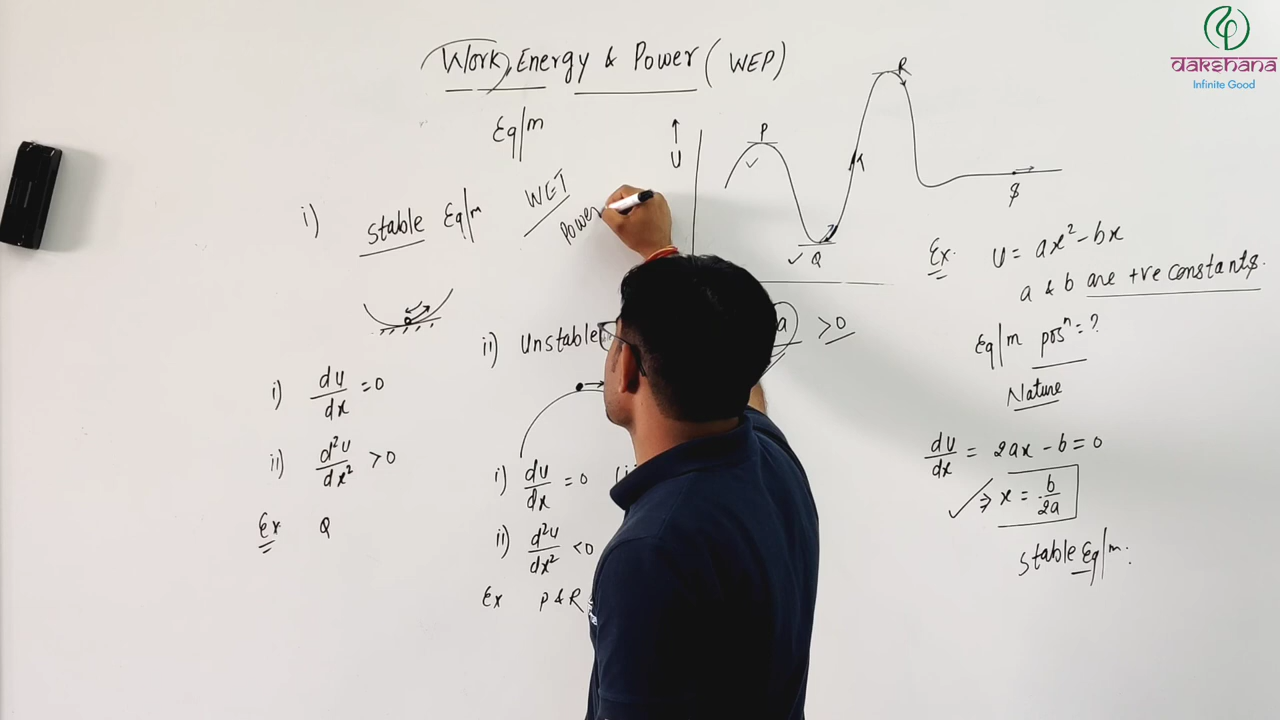 Work, Energy & Power (WEP)
Eq/m
i) Stable Eq/m
WET
Power
i) du/dx = 0
ii) d²u/dx² > 0
Ex Q
ii) Unstable
i) du/dx = 0
ii) d²u/dx² < 0
Ex P & R
U
P
Q
R
S
a > 0
Ex. U = ax² - bx
a & b are +ve constants.
Eq/m posⁿ = ?
Nature
du/dx = 2ax - b = 0
⇒ x = b/2a
Stable Eq/m.
dakshana
Infinite Good